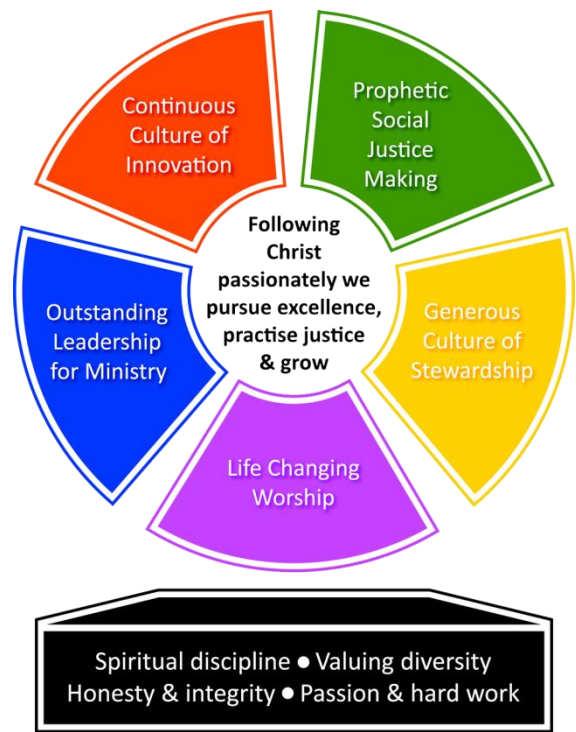 Continuous
Culture of
Innovation
Prophetic
Social
Justice
Making
Following
Christ
passionately we
pursue excellence,
practise justice
& grow
Outstanding
Leadership
for Ministry
Generous
Culture of
Stewardship
Life Changing
Worship
Spiritual discipline ● Valuing diversity
Honesty & integrity ● Passion & hard work